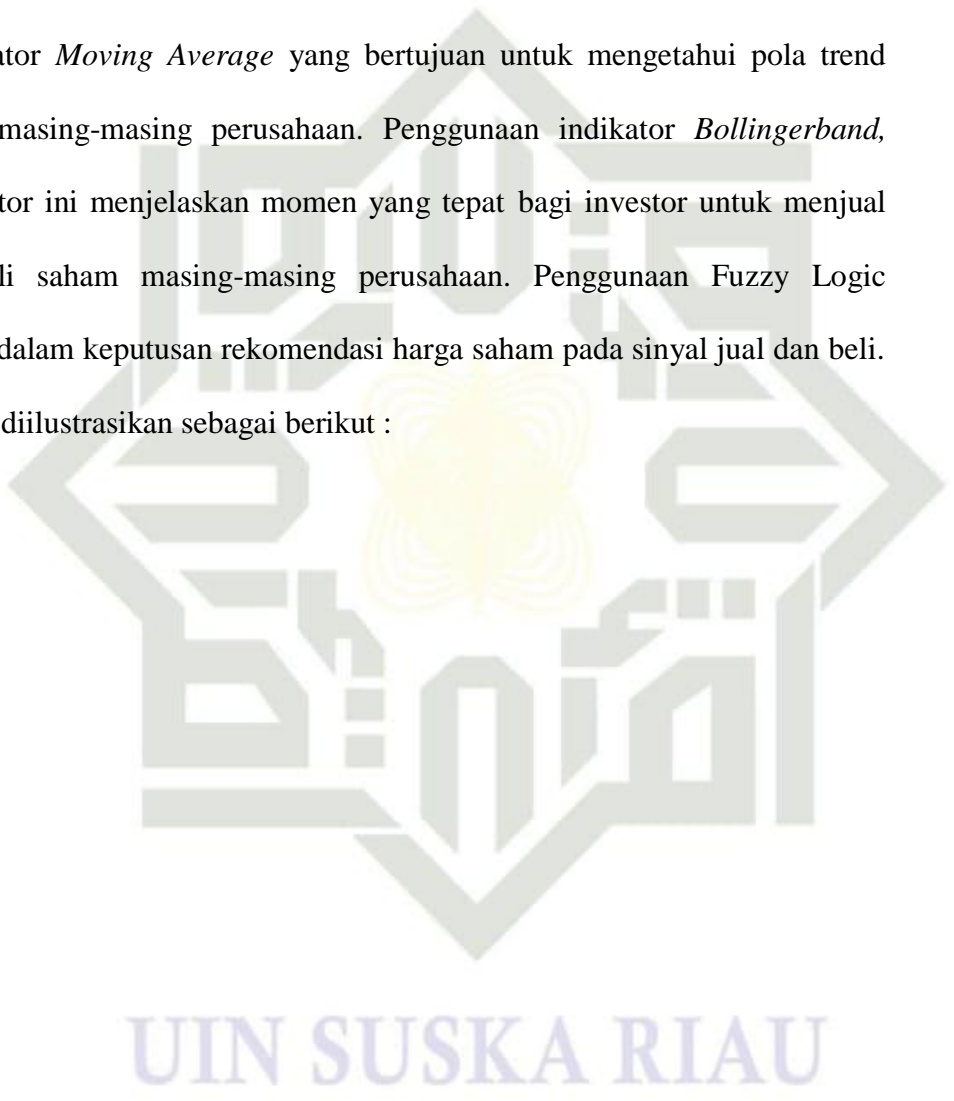 ator Moving Average yang bertujuan untuk mengetahui pola trend
masing-masing perusahaan. Penggunaan indikator Bollingerband,
tor ini menjelaskan momen yang tepat bagi investor untuk menjual
li saham masing-masing perusahaan. Penggunaan Fuzzy Logic
dalam keputusan rekomendasi harga saham pada sinyal jual dan beli.
diilustrasikan sebagai berikut :
UIN SUSKA RIAU